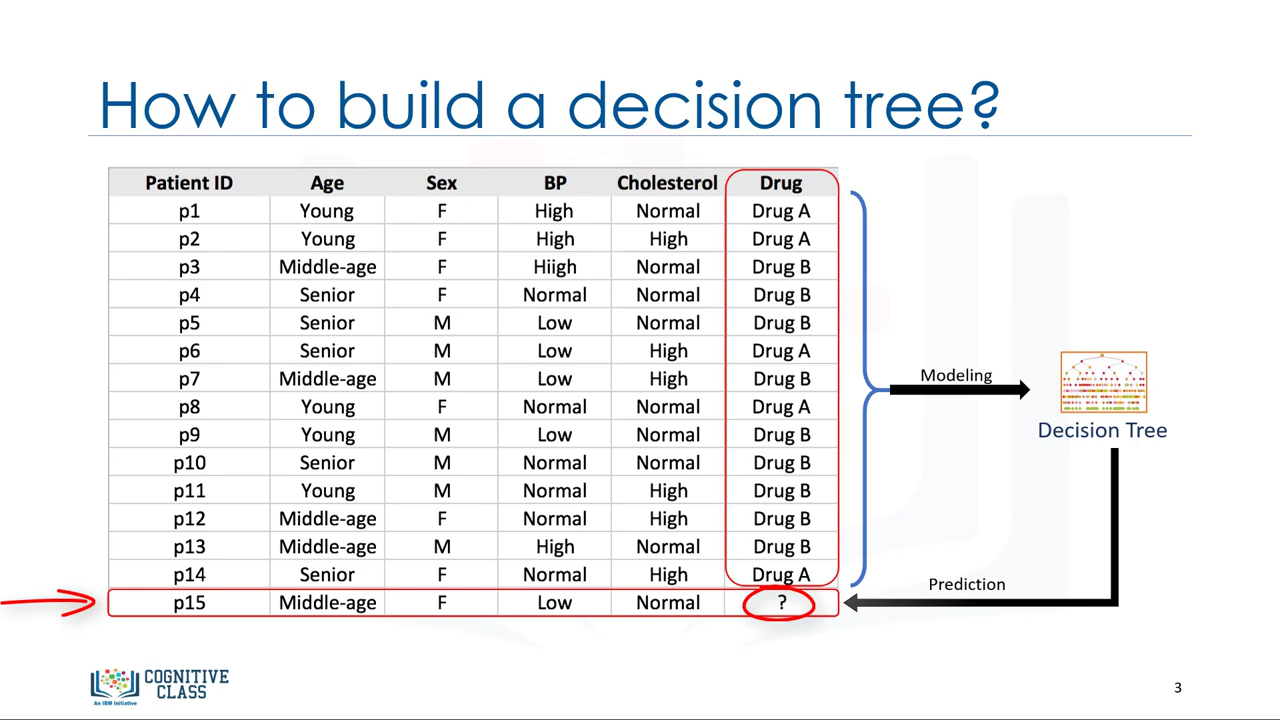 How to build a decision tree?
Patient ID Age Sex BP Cholesterol Drug
p1 Young F High Normal Drug A
p2 Young F High High Drug A
p3 Middle-age F Hiigh Normal Drug B
p4 Senior F Normal Normal Drug B
p5 Senior M Low Normal Drug B
p6 Senior M Low High Drug A
p7 Middle-age M Low High Drug B
p8 Young F Normal Normal Drug A
p9 Young M Low Normal Drug B
p10 Senior M Normal Normal Drug B
p11 Young M Normal High Drug B
p12 Middle-age F Normal High Drug B
p13 Middle-age M High Normal Drug B
p14 Senior F Normal High Drug A
p15 Middle-age F Low Normal ?
Modeling
Decision Tree
Prediction
COGNITIVE
CLASS
An IBM Initiative
3